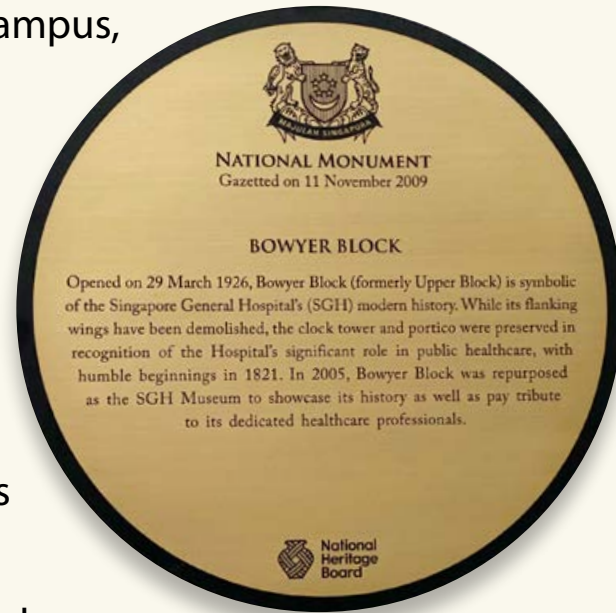 ampus,
MAJULAH SINGAPURA
NATIONAL MONUMENT
Gazetted on 11 November 2009
BOWYER BLOCK
Opened on 29 March 1926, Bowyer Block (formerly Upper Block) is symbolic
of the Singapore General Hospital's (SGH) modern history. While its flanking
wings have been demolished, the clock tower and portico were preserved in
recognition of the Hospital's significant role in public healthcare, with
humble beginnings in 1821. In 2005, Bowyer Block was repurposed
as the SGH Museum to showcase its history as well as pay tribute
to its dedicated healthcare professionals.
s
National
Heritage
Board